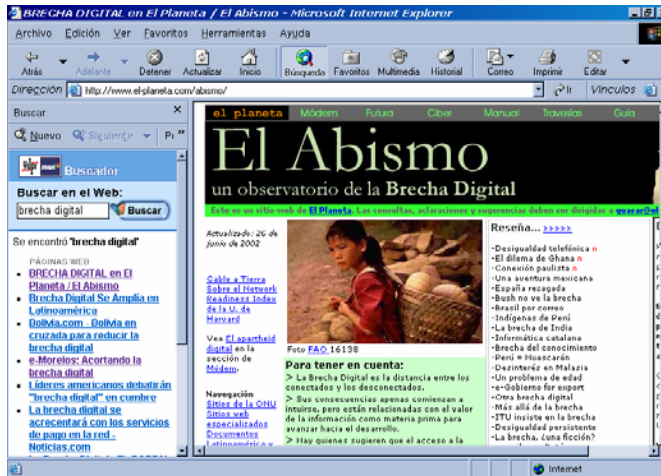 BRECHA DIGITAL en El Planeta / El Abismo - Microsoft Internet Explorer
Archivo Edición Ver Favoritos Herramientas Ayuda
Atrás Adelante Detener Actualizar Inicio Búsqueda Favoritos Multimedia Historial Correo Imprimir Editar
Dirección http://www.el-planeta.com/abismo/ Ir Vínculos
Buscar
Nuevo Siguiente
Buscador
Buscar en el Web:
brecha digital Buscar
Se encontró "brecha digital"
PÁGINAS WEB
BRECHA DIGITAL en El
Planeta / El Abismo
Brecha Digital Se Amplía en
Latinoamérica
Bolivia.com - Bolivia en
cruzada para reducir la
brecha digital
e-Morelos: Acortando la
brecha digital
Líderes americanos debatirán
"brecha digital" en cumbre
La brecha digital se
acrecentará con los servicios
de pago en la red -
Noticias.com
el planeta Módem Futura Ciber Manual Travesías Guía
El Abismo
un observatorio de la Brecha Digital
Este es un sitio web de El Planeta. Las consultas, aclaraciones y sugerencias deben ser dirigidas a
Actualizado: 26 de
junio de 2002
Cable a Tierra
Sobre el Network
Readiness Index
de la U. de
Harvard
Vea El apartheid
digital en la
sección de
Módem.
Navegación
Sitios de la ONU
Sitios web
especializados
Documentos
Latinoamérica y
Foto FAO 16138
Para tener en cuenta:
> La Brecha Digital es la distancia entre los
conectados y los desconectados.
> Sus consecuencias apenas comienzan a
intuirse, pero están relacionadas con el valor
de la información como materia prima para
avanzar hacia el desarrollo.
> Hay quienes sugieren que el acceso a la
Reseña... >>>>>
-Desigualdad telefónica n
-El dilema de Ghana n
-Conexión paulista n
-Una aventura mexicana
-España rezagada
-Bush no ve la brecha
-Brasil por correo
-Indígenas de Perú
-La brecha de India
-Informática catalana
-Brecha del conocimiento
-Perú = Huascarán
-Dezinteréz en Malazia
-Un problema de edad
-e-Gobierno for export
-Otra brecha digital
-Más allá de la brecha
-ITU insiste en la brecha
-Desigualdad persistente
-La brecha, ¿una ficción?
Internet